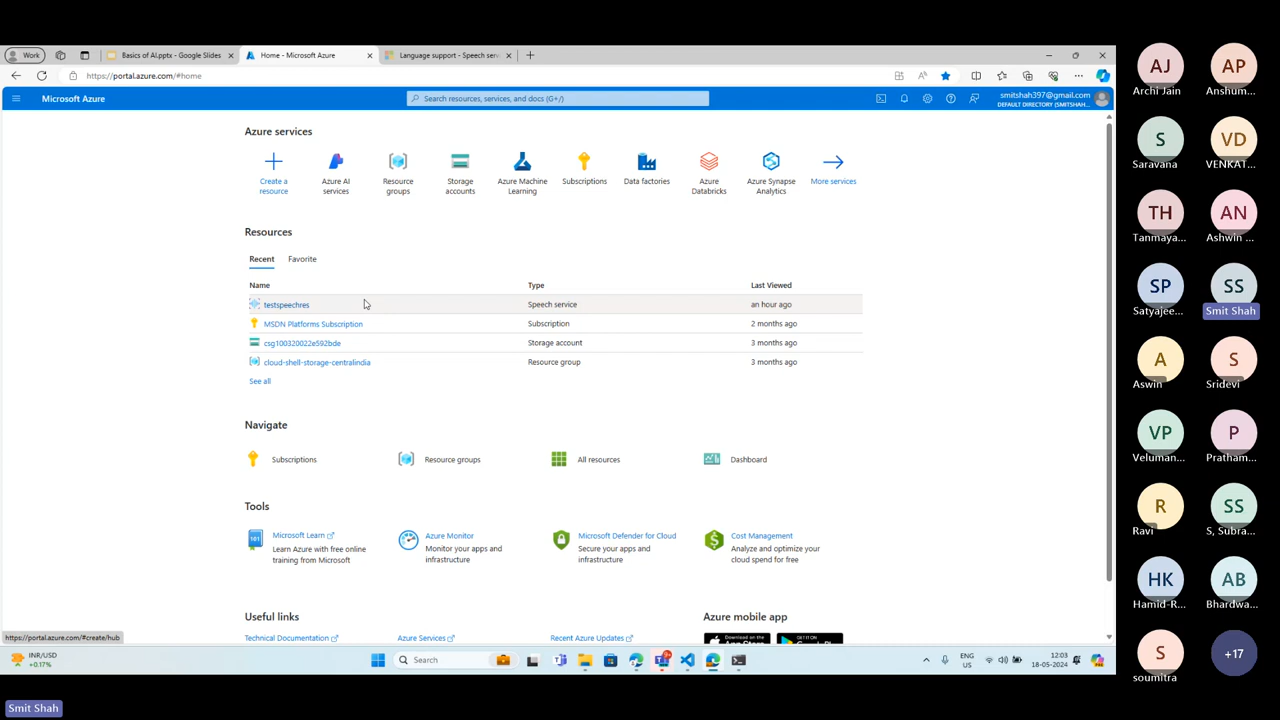 Work
Basics of AI.pptx - Google Slides
Home - Microsoft Azure
Language support - Speech serv
https://portal.azure.com/#home
Microsoft Azure
Search resources, services, and docs (G+/)
smitshah397@gmail.com
DEFAULT DIRECTORY (SMITSHAH...
Azure services
Create a resource
Azure AI services
Resource groups
Storage accounts
Azure Machine Learning
Subscriptions
Data factories
Azure Databricks
Azure Synapse Analytics
More services
Resources
Recent
Favorite
Name Type Last Viewed
testspeechres Speech service an hour ago
MSDN Platforms Subscription Subscription 2 months ago
csg100320022e592bde Storage account 3 months ago
cloud-shell-storage-centralindia Resource group 3 months ago
See all
Navigate
Subscriptions
Resource groups
All resources
Dashboard
Tools
Microsoft Learn
Learn Azure with free online
training from Microsoft
Azure Monitor
Monitor your apps and
infrastructure
Microsoft Defender for Cloud
Secure your apps and
infrastructure
Cost Management
Analyze and optimize your
cloud spend for free
Useful links
Azure mobile app
Technical Documentation
Azure Services
Recent Azure Updates
https://portal.azure.com/#create/hub
INR/USD
+0.17%
Search
ENG
US
12:03
18-05-2024
Smit Shah
AJ
Archi Jain
AP
Anshum...
S
Saravana
VD
VENKAT...
TH
Tanmaya...
AN
Ashwin ...
SP
Satyajee...
SS
Smit Shah
A
Aswin
S
Sridevi
VP
Veluman...
P
Pratham...
R
Ravi
SS
S, Subra...
HK
Hamid-R...
AB
Bhardwa...
S
soumitra
+17